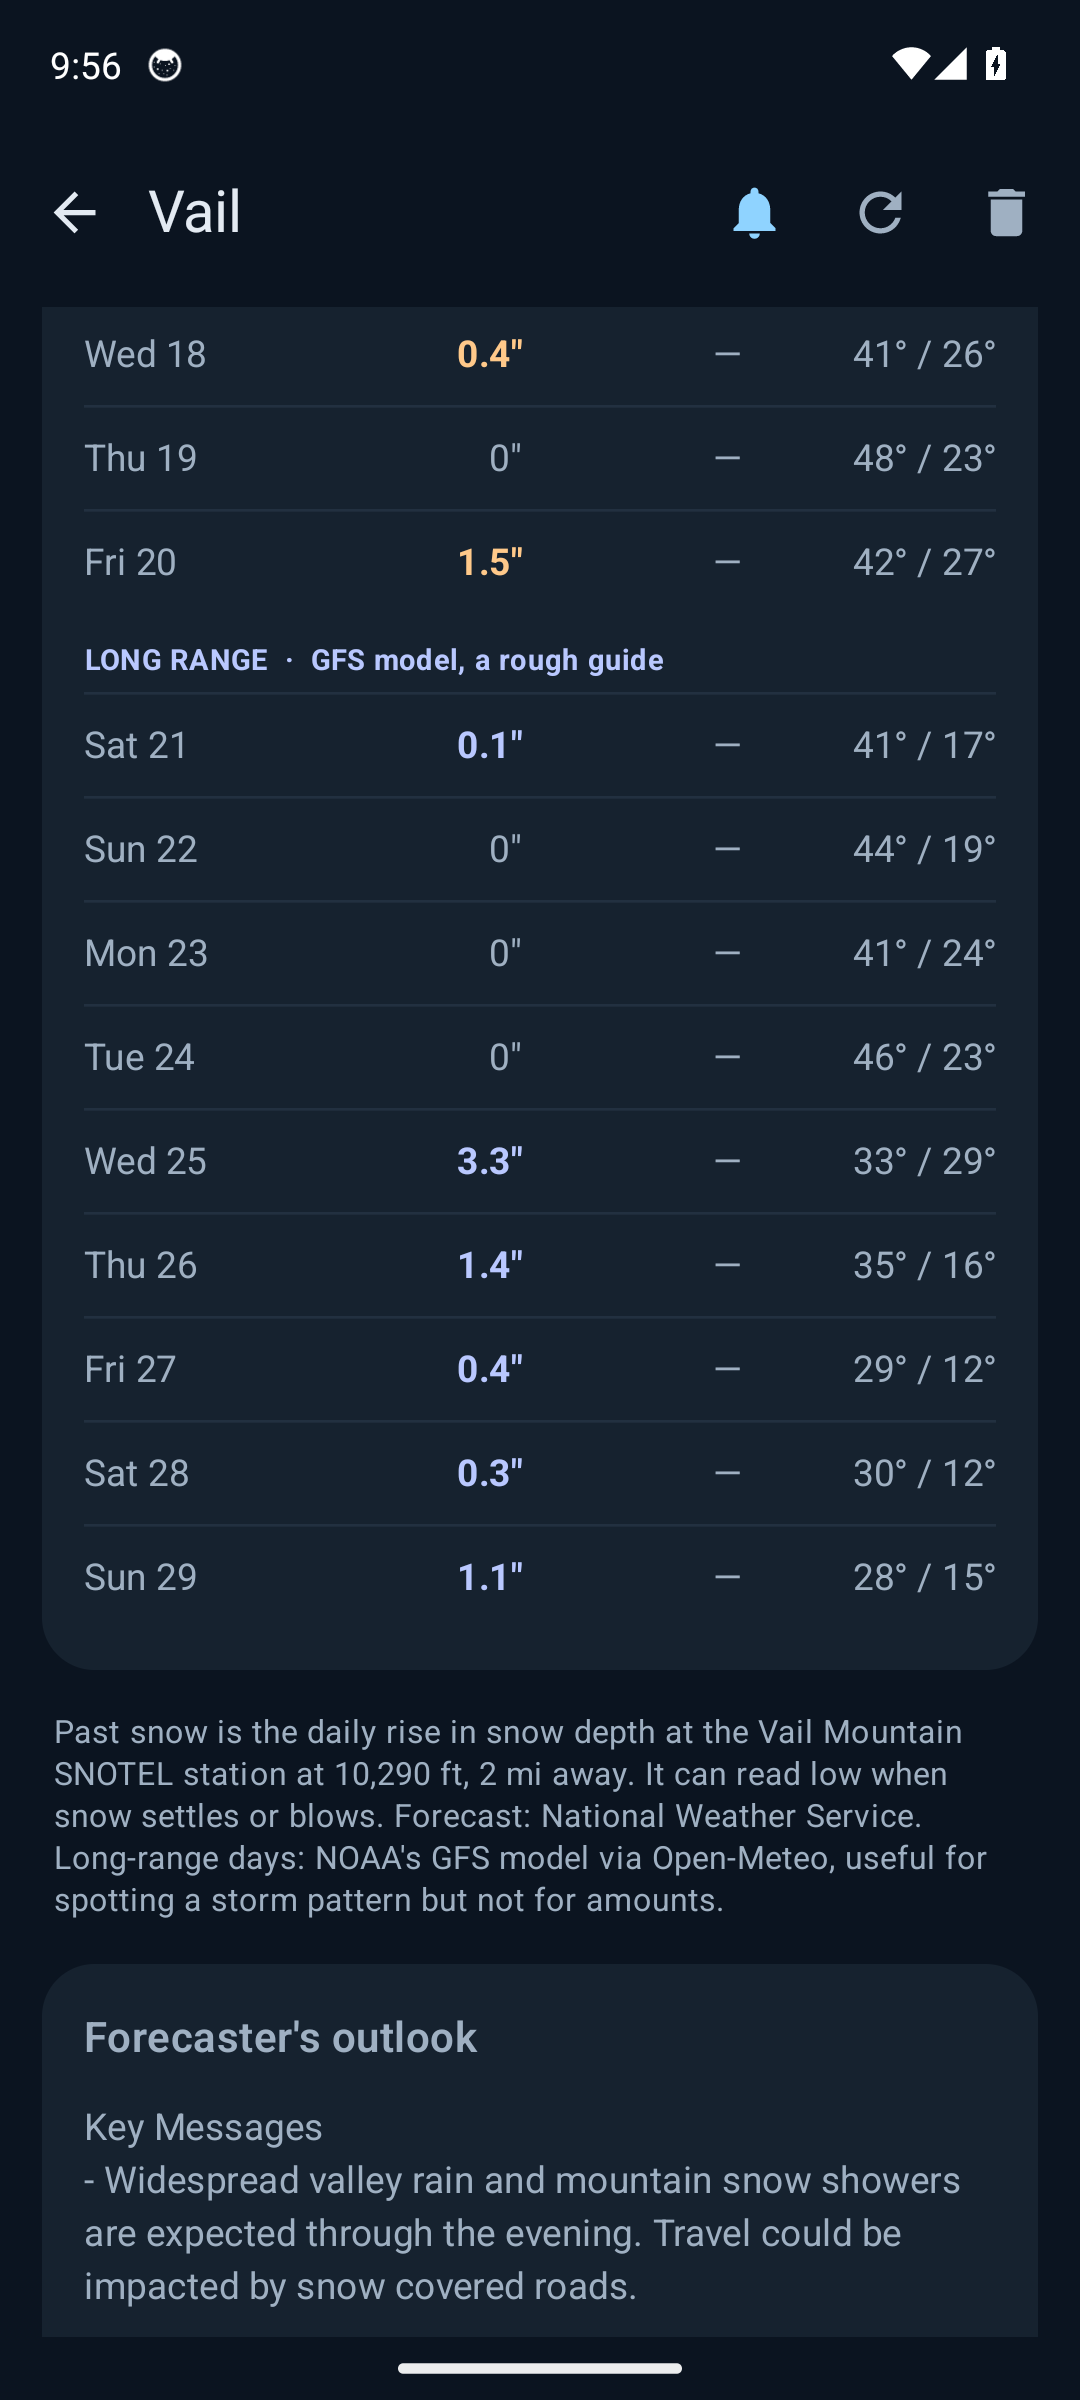 9:56
Vail
Wed 18 0.4" — 41° / 26°
Thu 19 0" — 48° / 23°
Fri 20 1.5" — 42° / 27°
LONG RANGE · GFS model, a rough guide
Sat 21 0.1" — 41° / 17°
Sun 22 0" — 44° / 19°
Mon 23 0" — 41° / 24°
Tue 24 0" — 46° / 23°
Wed 25 3.3" — 33° / 29°
Thu 26 1.4" — 35° / 16°
Fri 27 0.4" — 29° / 12°
Sat 28 0.3" — 30° / 12°
Sun 29 1.1" — 28° / 15°
Past snow is the daily rise in snow depth at the Vail Mountain
SNOTEL station at 10,290 ft, 2 mi away. It can read low when
snow settles or blows. Forecast: National Weather Service.
Long-range days: NOAA's GFS model via Open-Meteo, useful for
spotting a storm pattern but not for amounts.
Forecaster's outlook
Key Messages
- Widespread valley rain and mountain snow showers
are expected through the evening. Travel could be
impacted by snow covered roads.